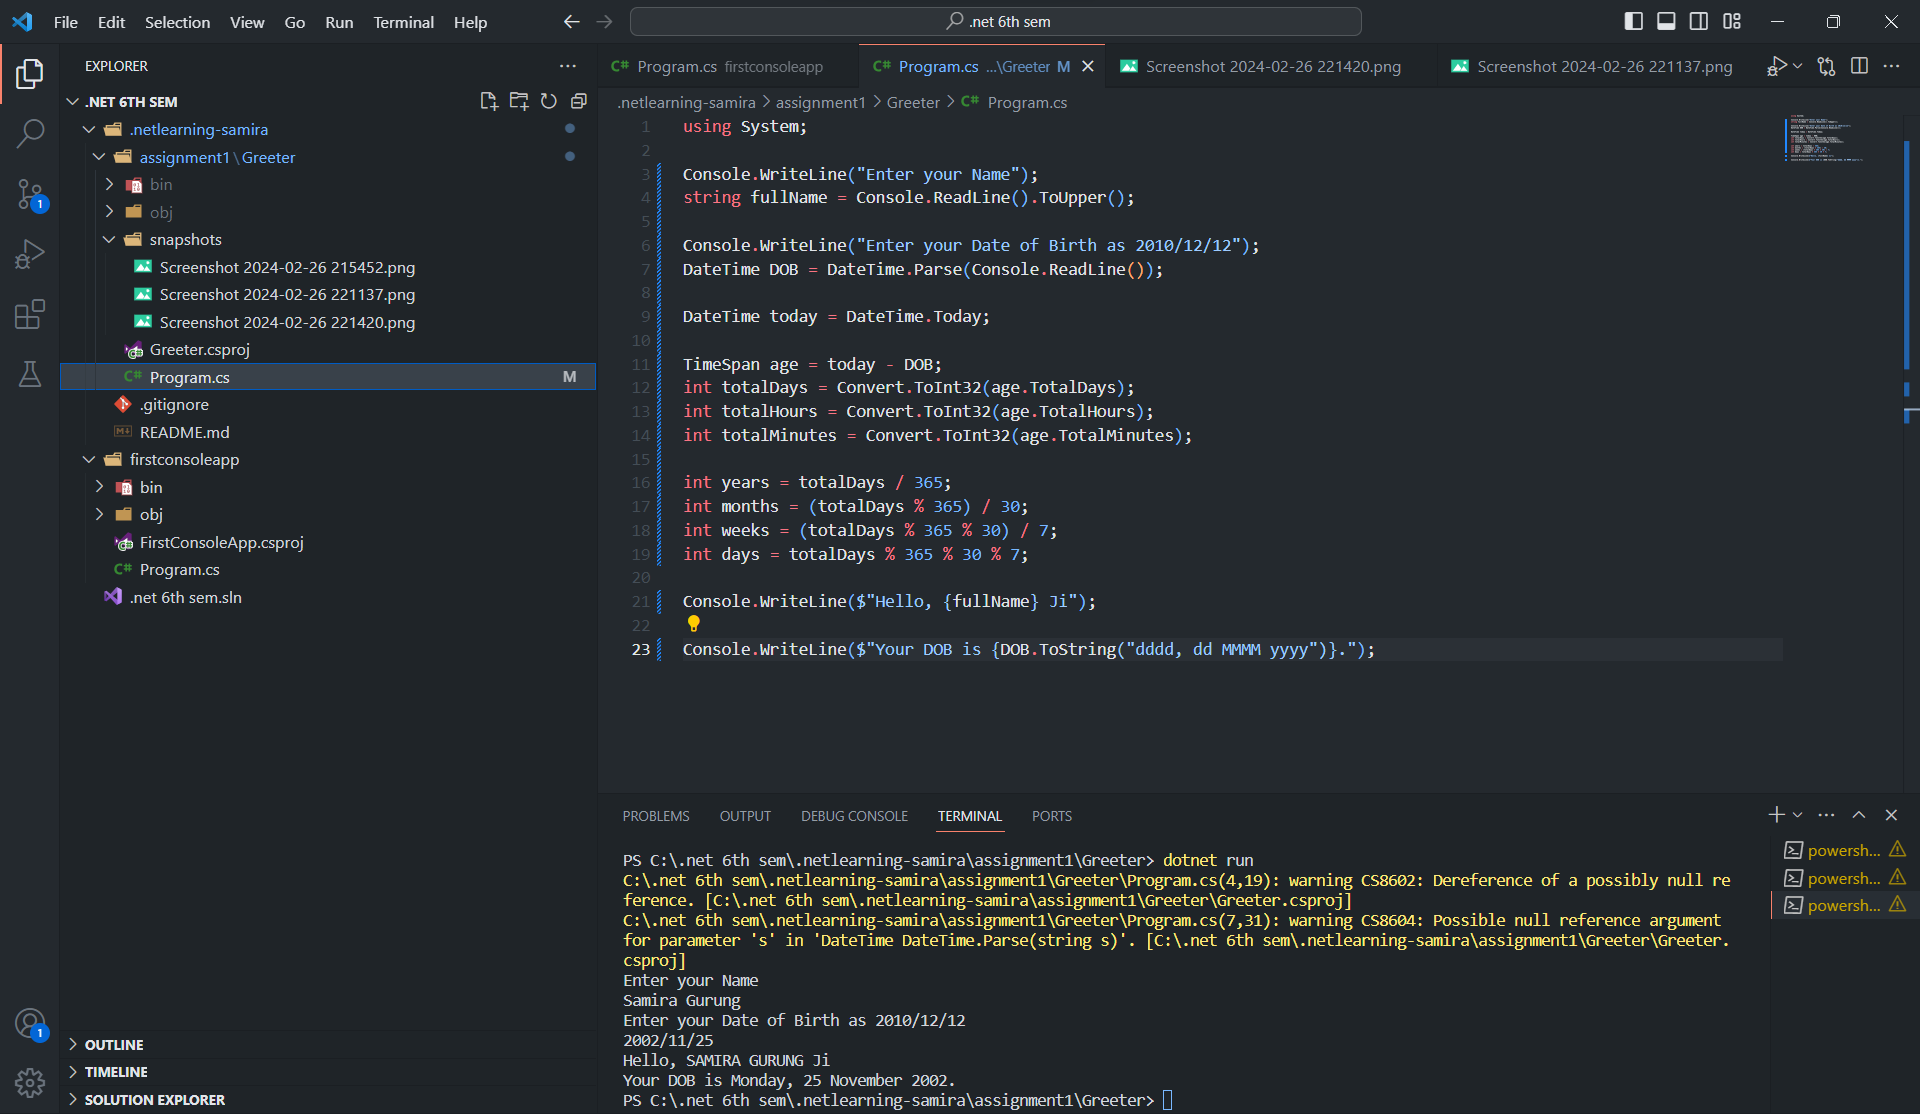 File Edit Selection View Go Run Terminal Help
.net 6th sem
EXPLORER
.NET 6TH SEM
.netlearning-samira
assignment1\Greeter
bin
obj
snapshots
Screenshot 2024-02-26 215452.png
Screenshot 2024-02-26 221137.png
Screenshot 2024-02-26 221420.png
Greeter.csproj
C# Program.cs M
.gitignore
README.md
firstconsoleapp
bin
obj
FirstConsoleApp.csproj
C# Program.cs
.net 6th sem.sln
OUTLINE
TIMELINE
SOLUTION EXPLORER
1
1
C# Program.cs firstconsoleapp
C# Program.cs ...\Greeter M
Screenshot 2024-02-26 221420.png
Screenshot 2024-02-26 221137.png
.netlearning-samira > assignment1 > Greeter > C# Program.cs
1 using System;
2
3 Console.WriteLine("Enter your Name");
4 string fullName = Console.ReadLine().ToUpper();
5
6 Console.WriteLine("Enter your Date of Birth as 2010/12/12");
7 DateTime DOB = DateTime.Parse(Console.ReadLine());
8
9 DateTime today = DateTime.Today;
10
11 TimeSpan age = today - DOB;
12 int totalDays = Convert.ToInt32(age.TotalDays);
13 int totalHours = Convert.ToInt32(age.TotalHours);
14 int totalMinutes = Convert.ToInt32(age.TotalMinutes);
15
16 int years = totalDays / 365;
17 int months = (totalDays % 365) / 30;
18 int weeks = (totalDays % 365 % 30) / 7;
19 int days = totalDays % 365 % 30 % 7;
20
21 Console.WriteLine($"Hello, {fullName} Ji");
22
23 Console.WriteLine($"Your DOB is {DOB.ToString("dddd, dd MMMM yyyy")}.");
PROBLEMS OUTPUT DEBUG CONSOLE TERMINAL PORTS
PS C:\.net 6th sem\.netlearning-samira\assignment1\Greeter> dotnet run
C:\.net 6th sem\.netlearning-samira\assignment1\Greeter\Program.cs(4,19): warning CS8602: Dereference of a possibly null re
ference. [C:\.net 6th sem\.netlearning-samira\assignment1\Greeter\Greeter.csproj]
C:\.net 6th sem\.netlearning-samira\assignment1\Greeter\Program.cs(7,31): warning CS8604: Possible null reference argument
for parameter 's' in 'DateTime DateTime.Parse(string s)'. [C:\.net 6th sem\.netlearning-samira\assignment1\Greeter\Greeter.
csproj]
Enter your Name
Samira Gurung
Enter your Date of Birth as 2010/12/12
2002/11/25
Hello, SAMIRA GURUNG Ji
Your DOB is Monday, 25 November 2002.
PS C:\.net 6th sem\.netlearning-samira\assignment1\Greeter>
powersh...
powersh...
powersh...